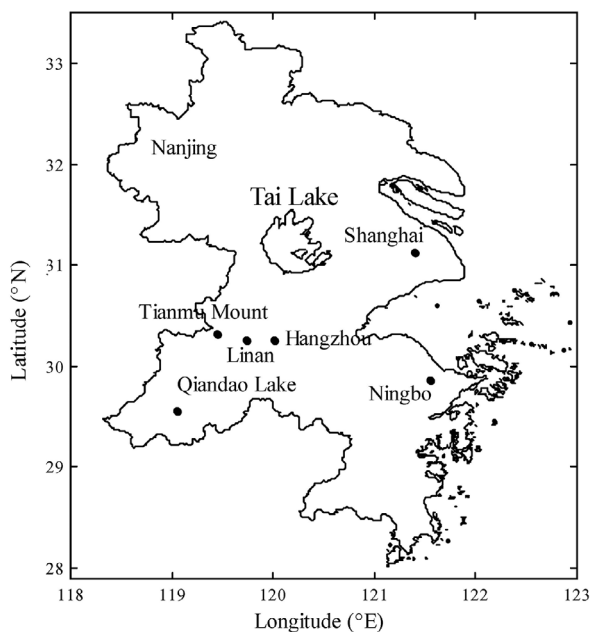 33
Nanjing
32
Tai Lake
Shanghai
31
Tianmu Mount
Hangzhou
Linan
30
Qiandao Lake
Ningbo
29
28
118
119
120
121
122
123
Latitude (°N)
Longitude (°E)